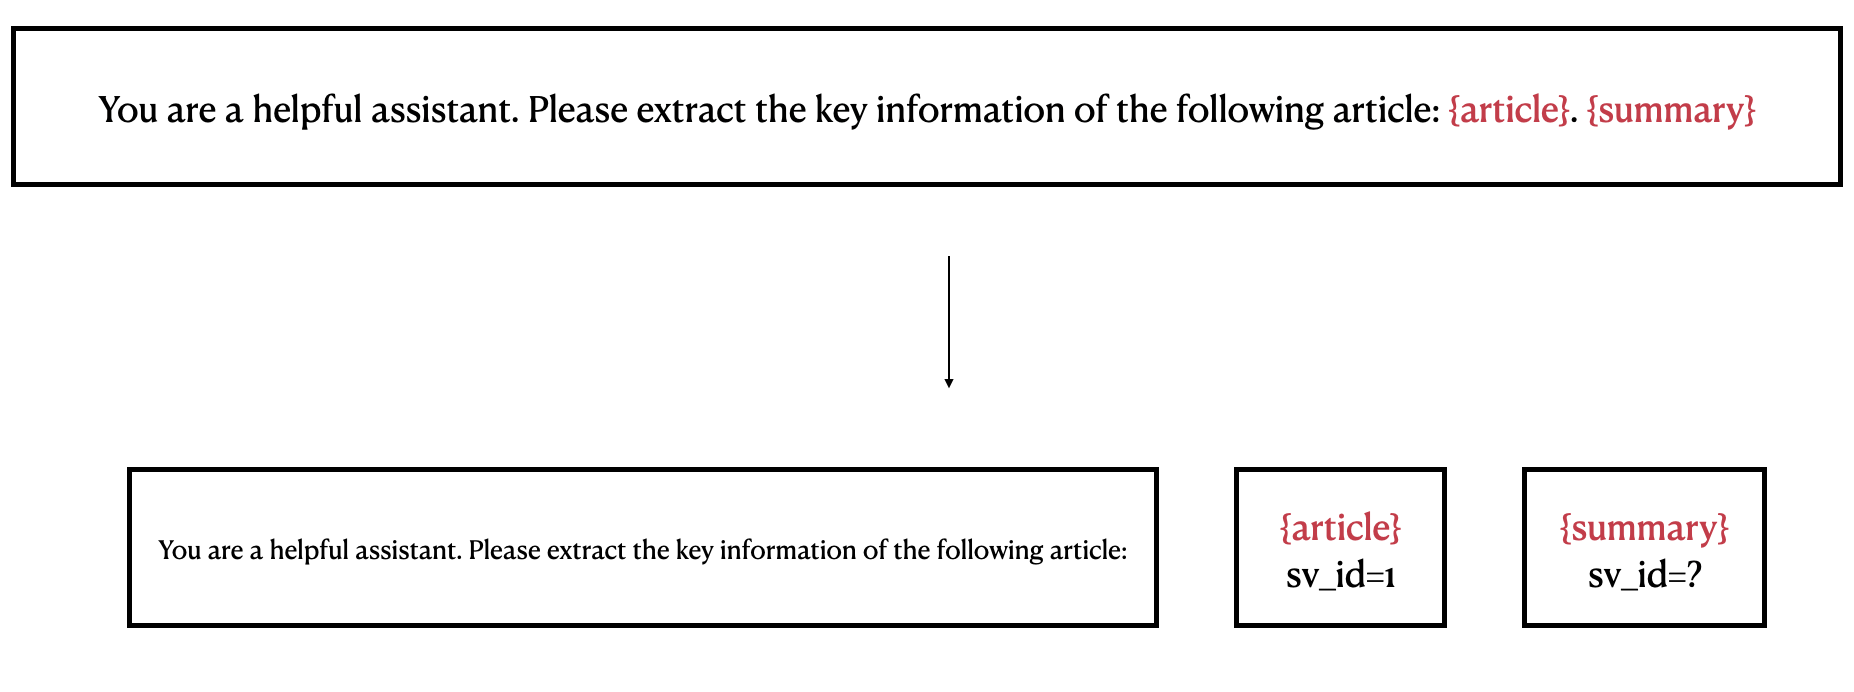 You are a helpful assistant. Please extract the key information of the following article: {article}. {summary}
You are a helpful assistant. Please extract the key information of the following article:
{article}
sv_id=1
{summary}
sv_id=?